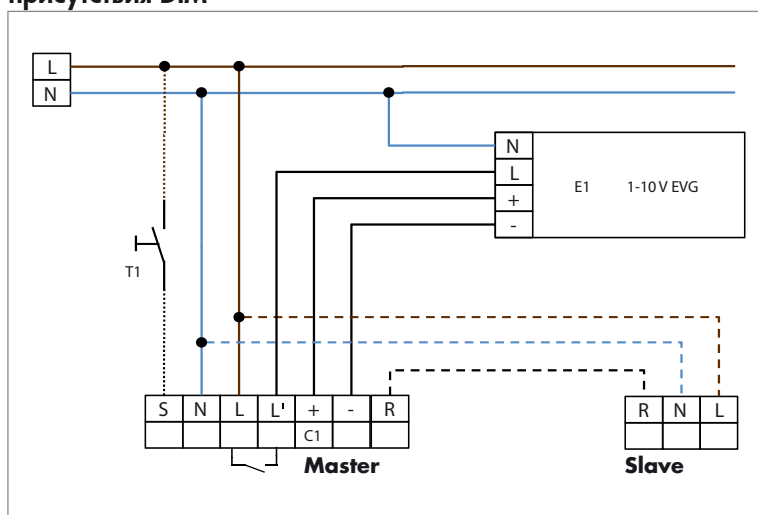 присутствия DIM
L
N
N
L
+
-
E1 1-10 V EVG
T1
S N L L' + - R
C1
R N L
Master
Slave